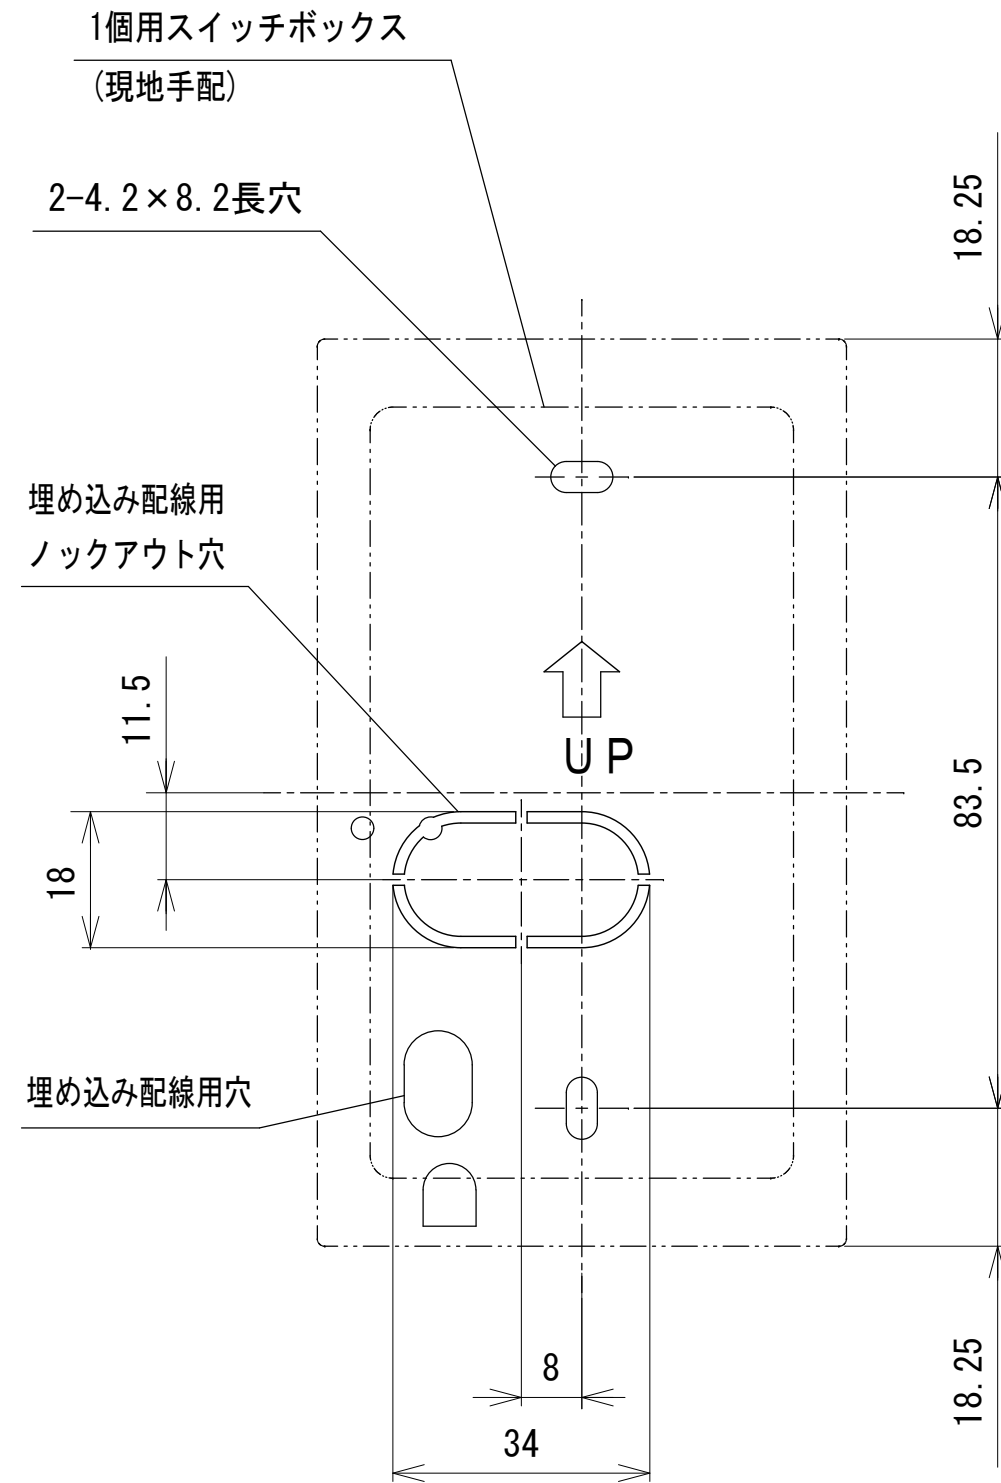 1個用スイッチボックス
(現地手配)
2-4.2×8.2長穴
18.25
埋め込み配線用
ノックアウト穴
11.5
UP
83.5
18
埋め込み配線用穴
18.25
8
34